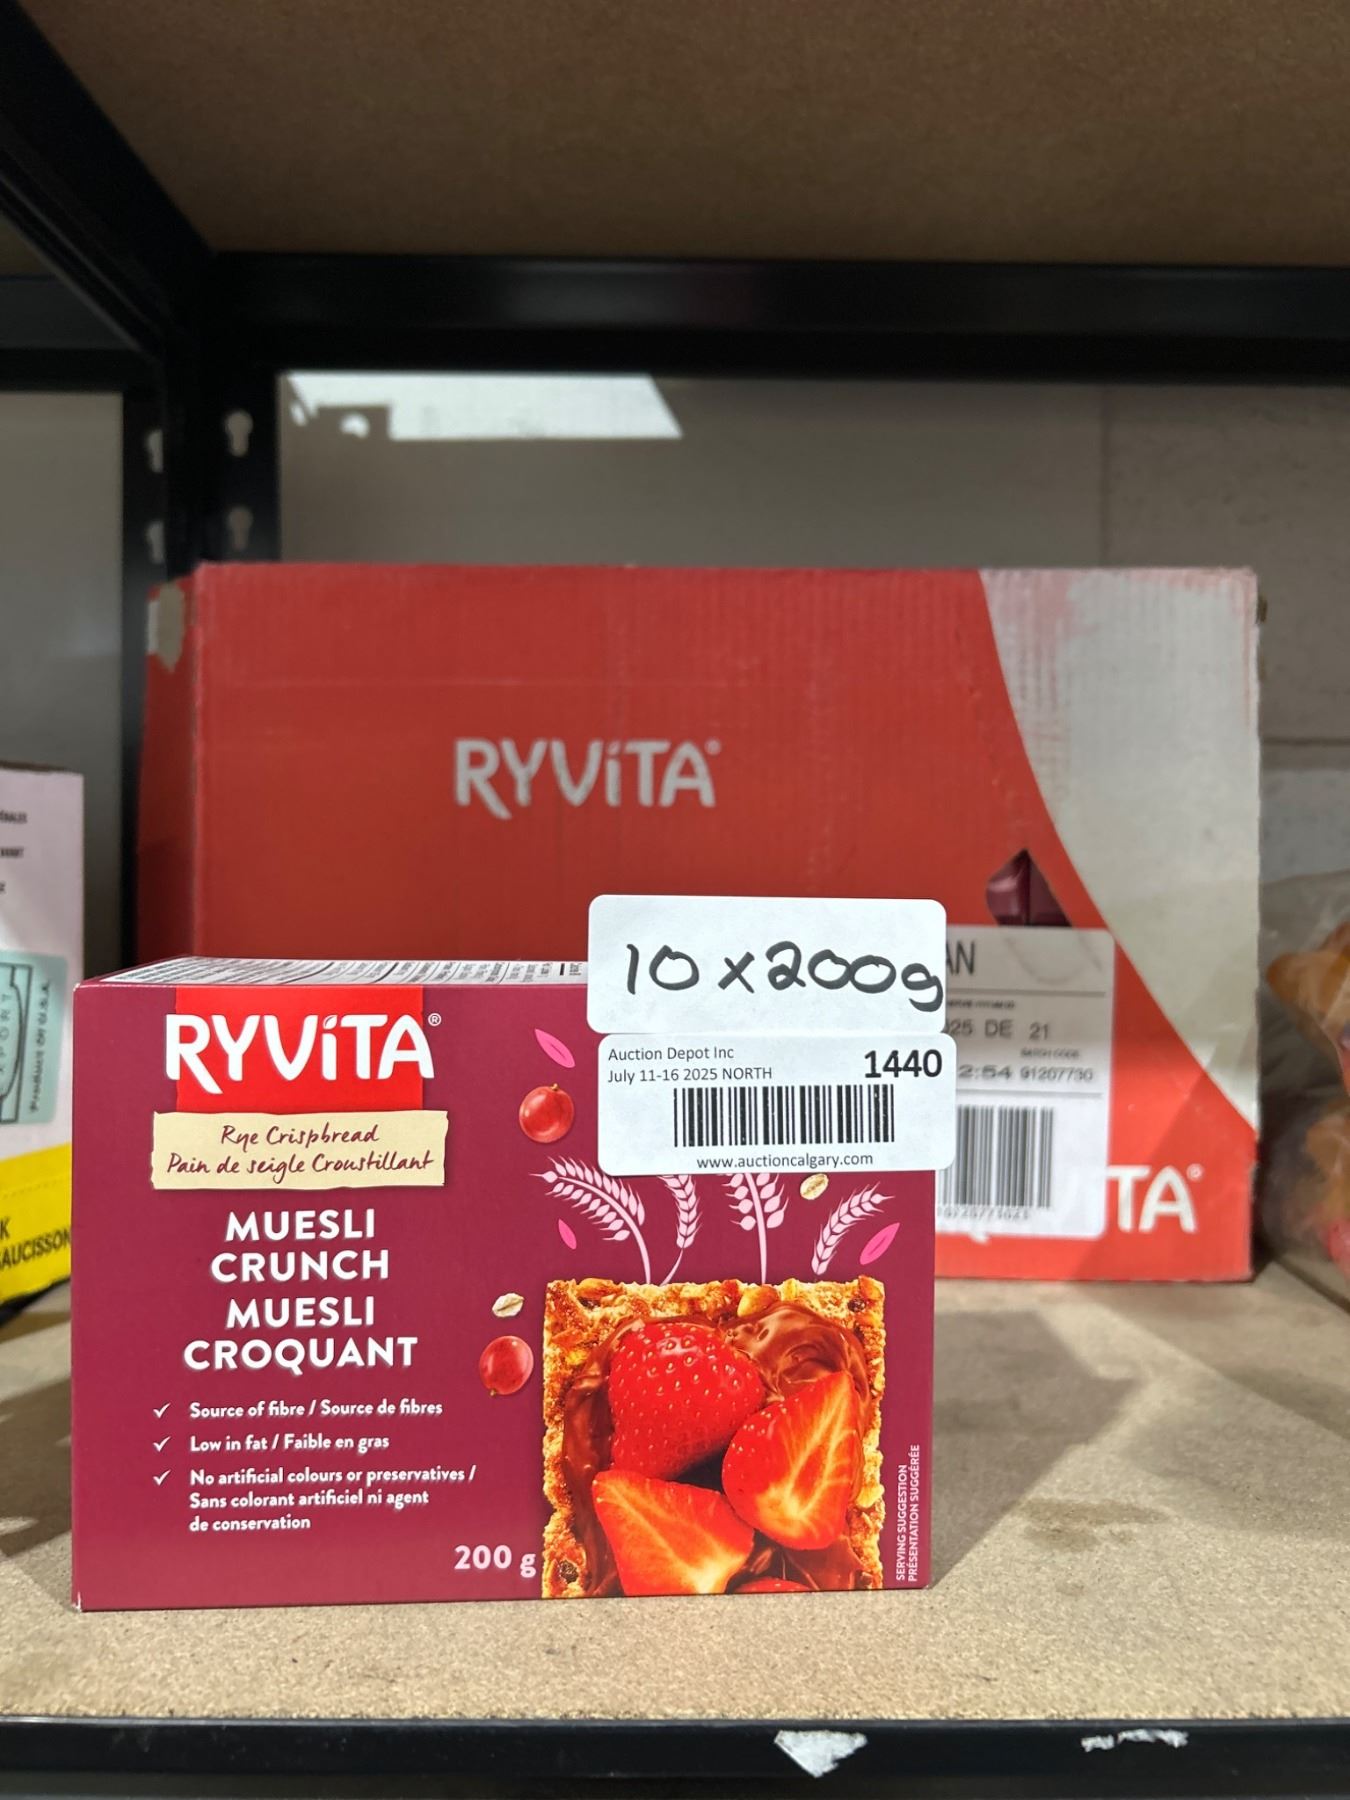 RYVITA®
10 x 200g
Auction Depot Inc
July 11-16 2025 NORTH
1440
www.auctioncalgary.com
AN
25 DE 21
2:54 91207730
TA®
RYVITA®
Rye Crispbread
Pain de seigle Croustillant
MUESLI
CRUNCH
MUESLI
CROQUANT
✓ Source of fibre / Source de fibres
✓ Low in fat / Faible en gras
✓ No artificial colours or preservatives /
Sans colorant artificiel ni agent
de conservation
200 g
SERVING SUGGESTION
PRÉSENTATION SUGGÉRÉE
K
AUCISSON